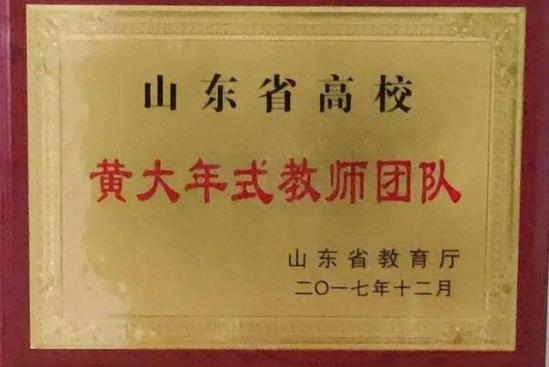 山东省高校
黄大年式教师团队
山东省教育厅
二〇一七年十二月